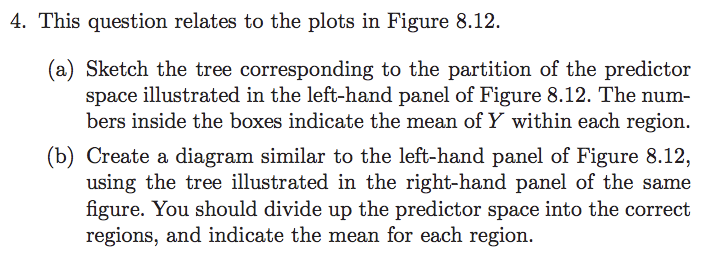 4. This question relates to the plots in Figure 8.12.
(a) Sketch the tree corresponding to the partition of the predictor
space illustrated in the left-hand panel of Figure 8.12. The num-
bers inside the boxes indicate the mean of Y within each region.
(b) Create a diagram similar to the left-hand panel of Figure 8.12,
using the tree illustrated in the right-hand panel of the same
figure. You should divide up the predictor space into the correct
regions, and indicate the mean for each region.